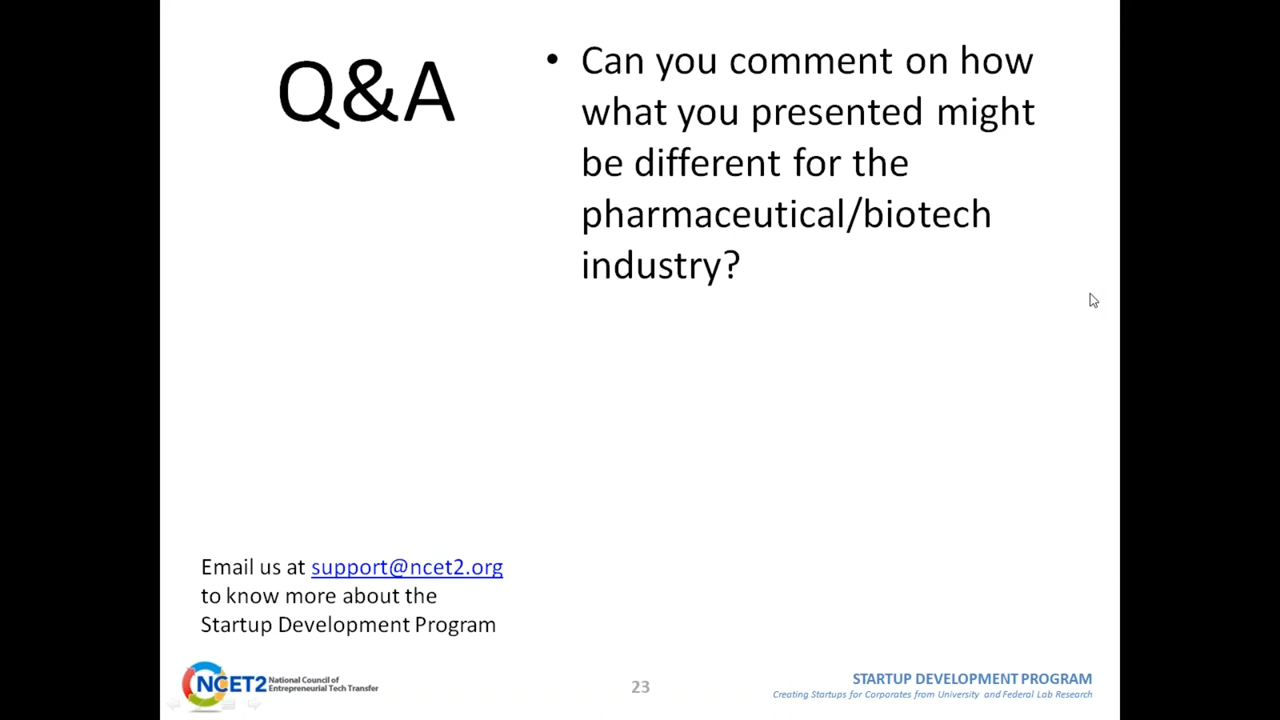 Q&A
• Can you comment on how
what you presented might
be different for the
pharmaceutical/biotech
industry?
Email us at support@ncet2.org
to know more about the
Startup Development Program
NCET2 National Council of
Entrepreneurial Tech Transfer
23
STARTUP DEVELOPMENT PROGRAM
Creating Startups for Corporates from University and Federal Lab Research